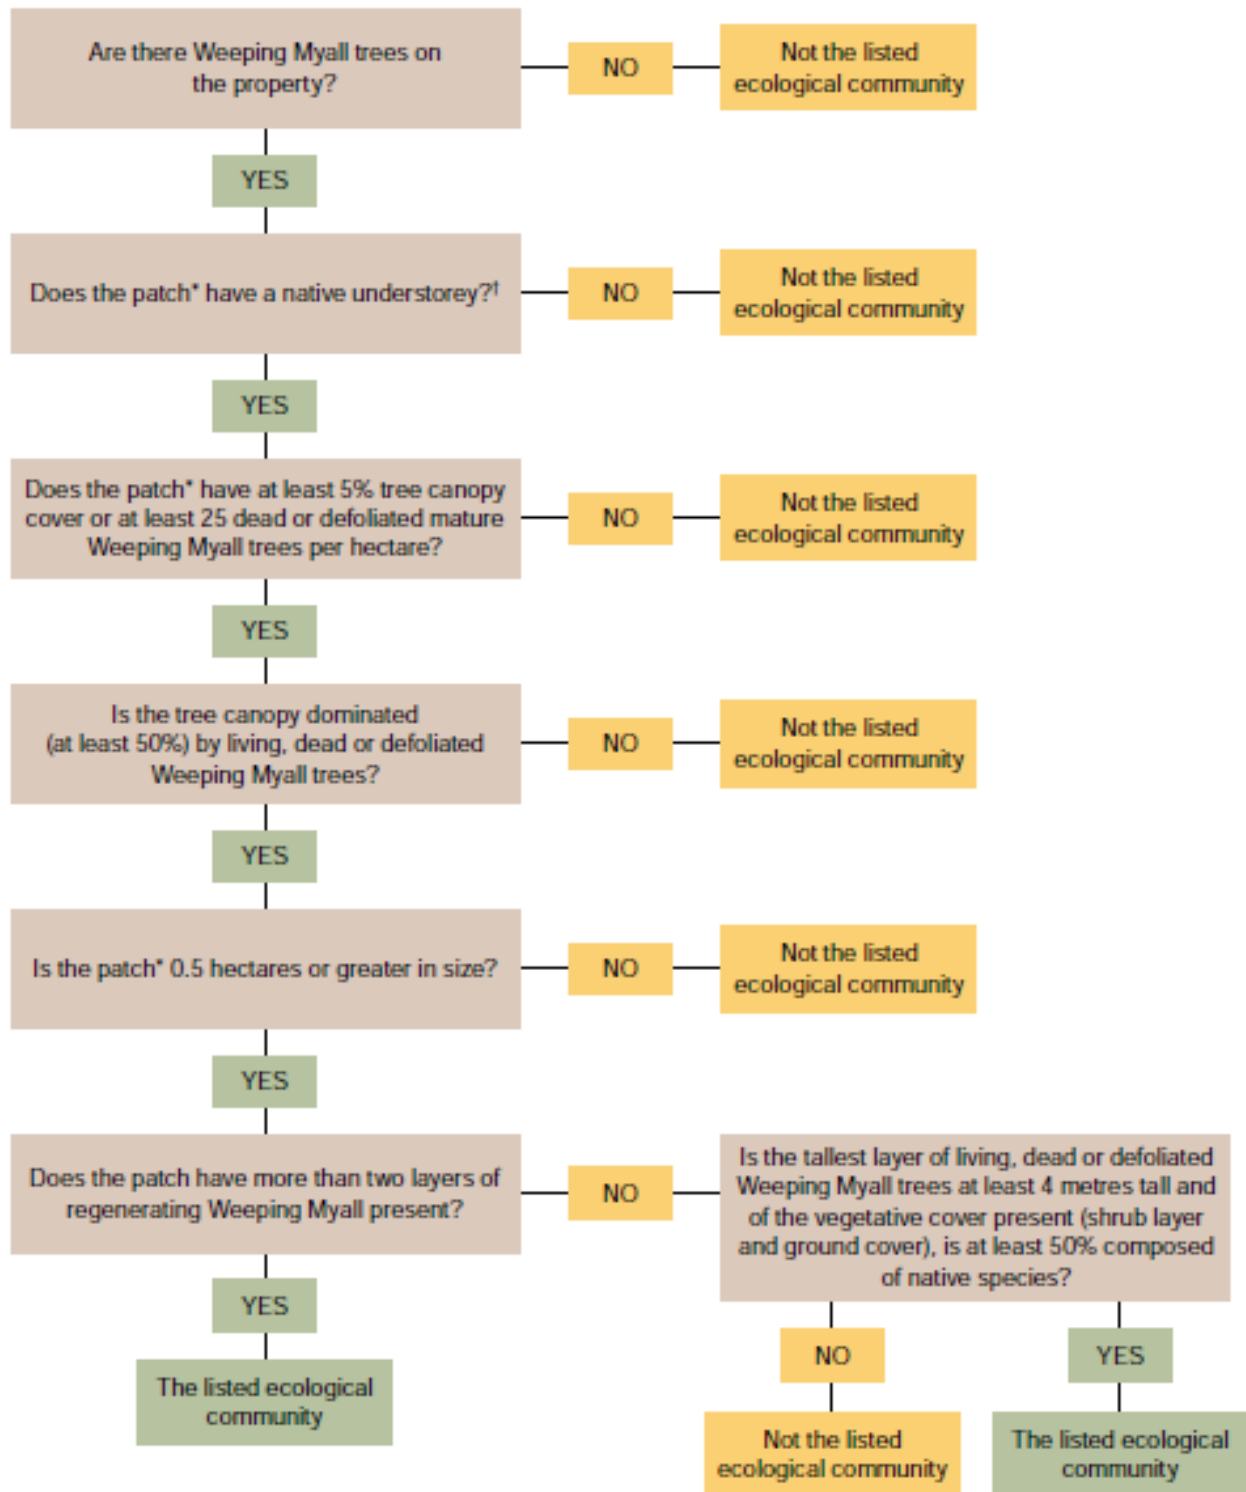 Are there Weeping Myall trees on
the property?
NO
Not the listed
ecological community
YES
Does the patch* have a native understorey?†
NO
Not the listed
ecological community
YES
Does the patch* have at least 5% tree canopy
cover or at least 25 dead or defoliated mature
Weeping Myall trees per hectare?
NO
Not the listed
ecological community
YES
Is the tree canopy dominated
(at least 50%) by living, dead or defoliated
Weeping Myall trees?
NO
Not the listed
ecological community
YES
Is the patch* 0.5 hectares or greater in size?
NO
Not the listed
ecological community
YES
Does the patch have more than two layers of
regenerating Weeping Myall present?
NO
Is the tallest layer of living, dead or defoliated
Weeping Myall trees at least 4 metres tall and
of the vegetative cover present (shrub layer
and ground cover), is at least 50% composed
of native species?
YES
The listed ecological
community
NO
Not the listed
ecological community
YES
The listed ecological
community